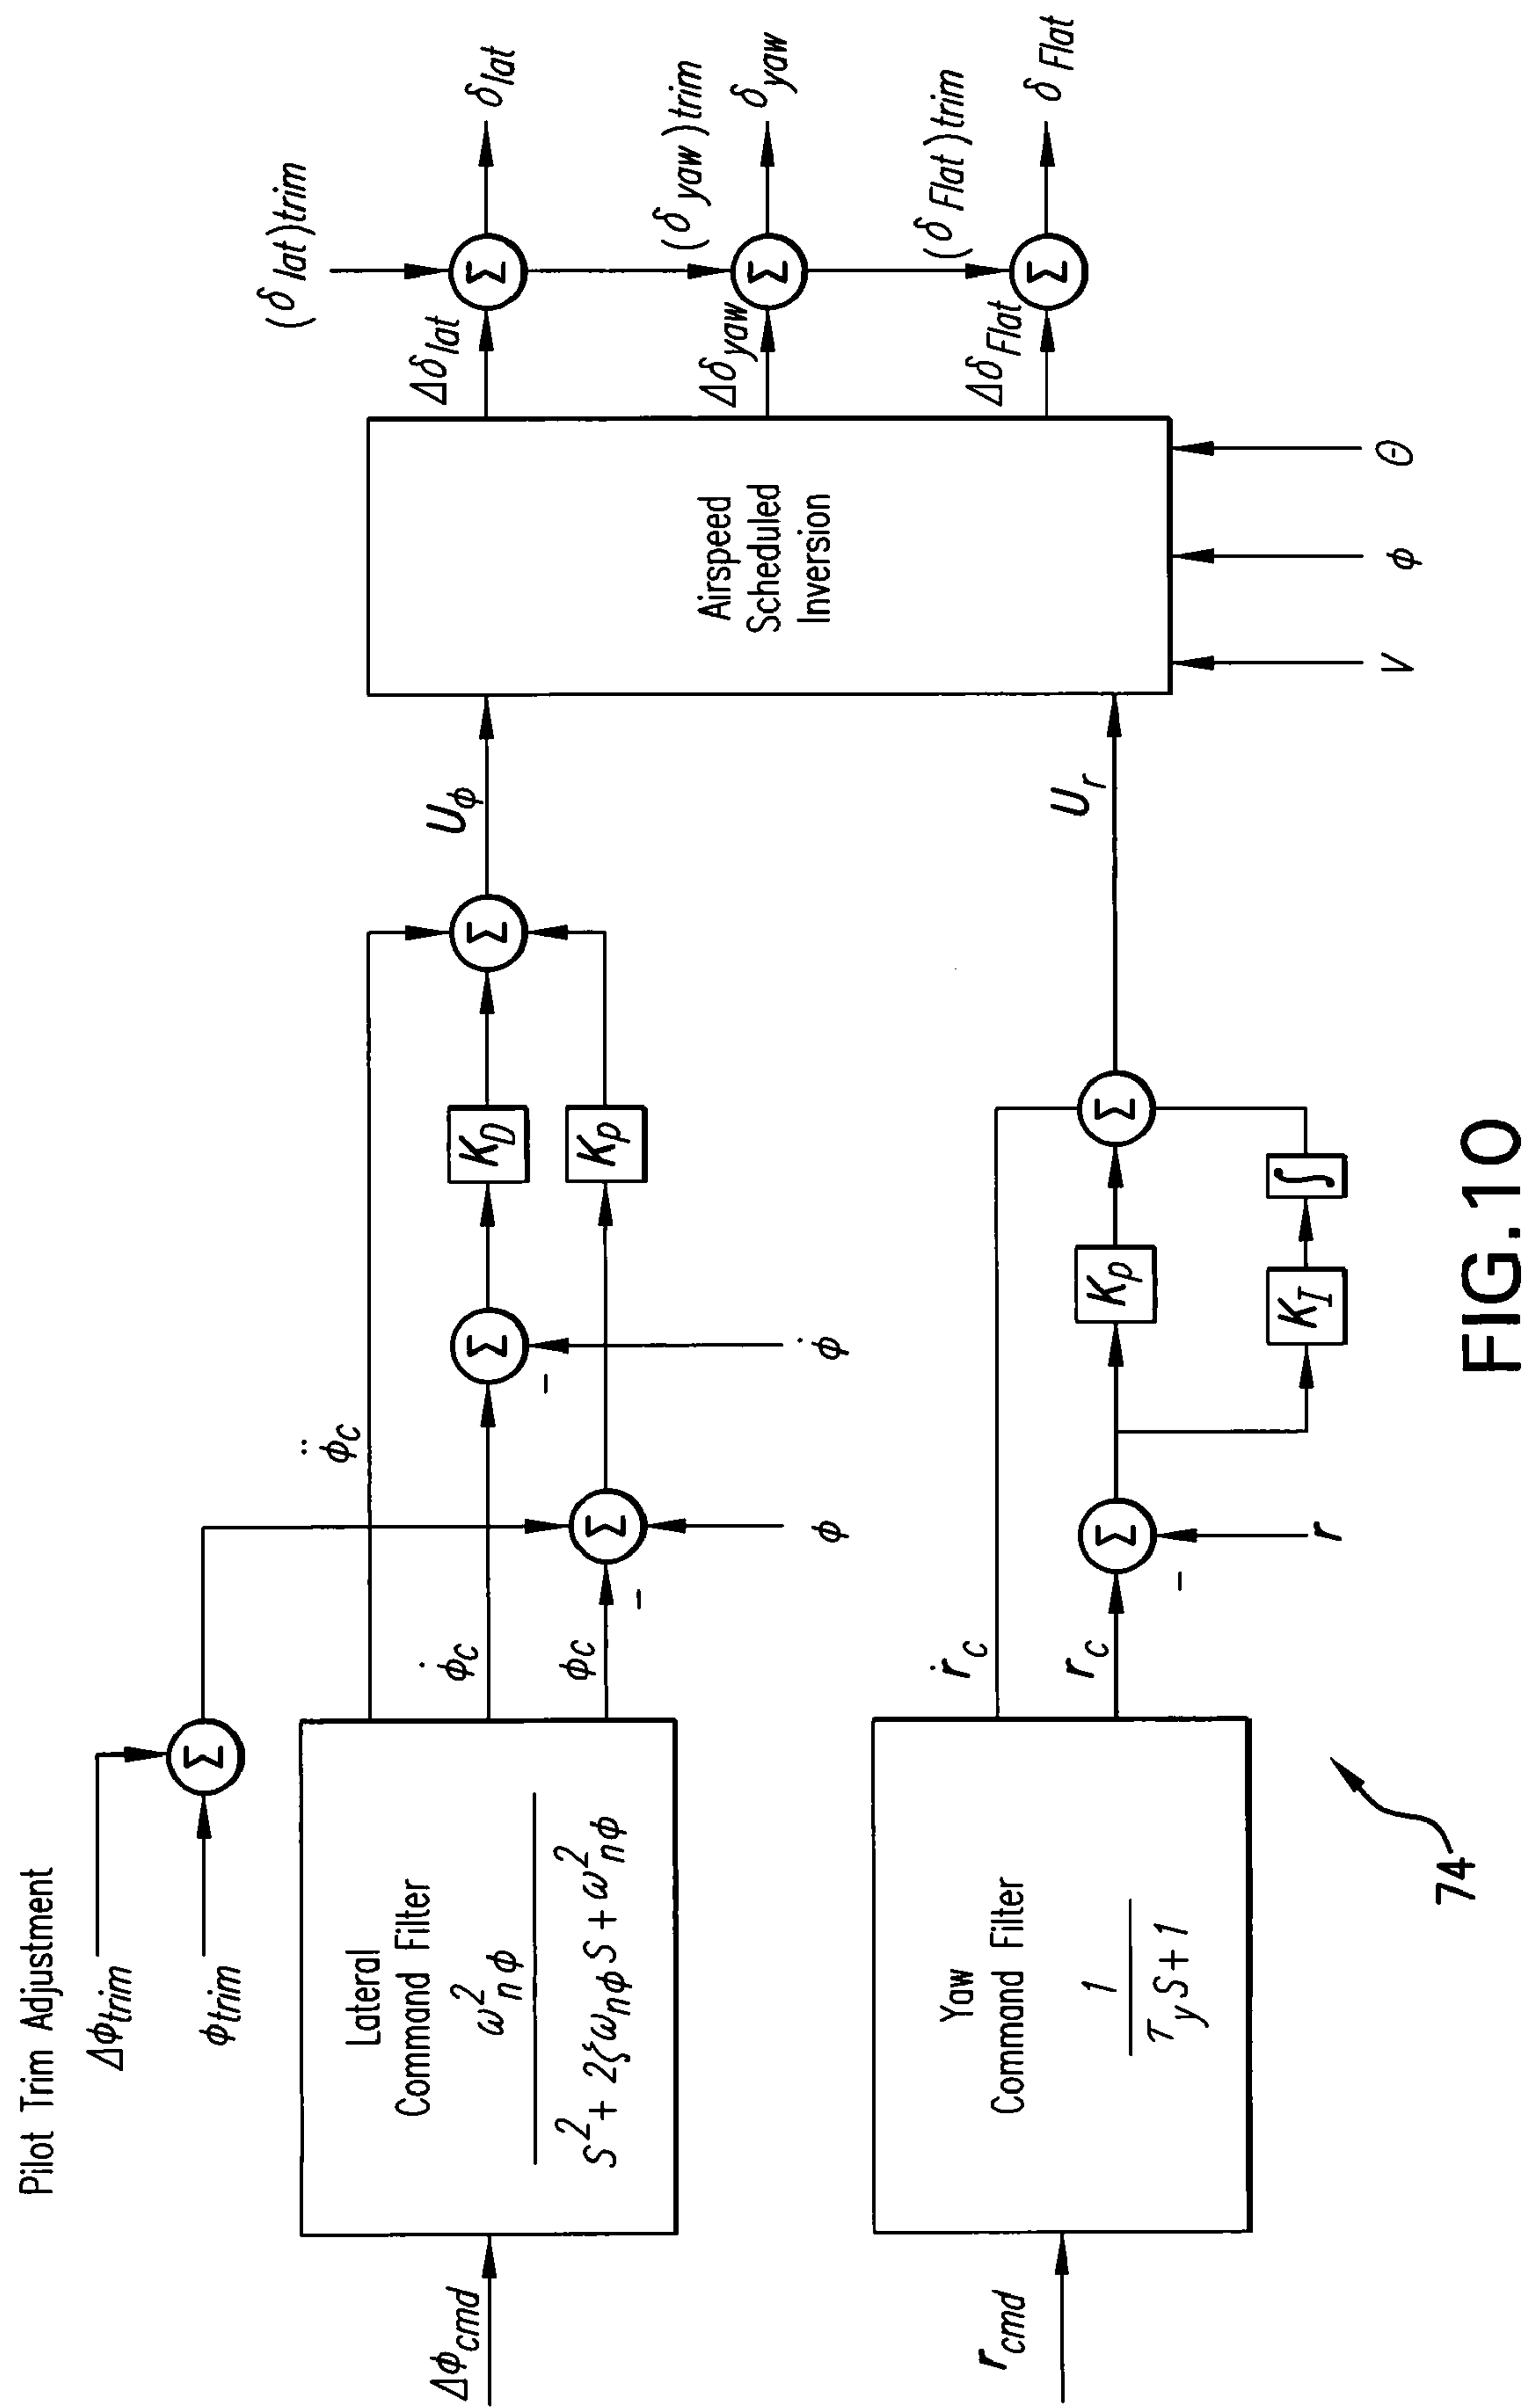 Pilot Trim Adjustment
Δϕtrim
ϕtrim
Σ
Δϕcmd
Lateral
Command Filter
ω²nϕ
S² + 2ζωnϕ S + ω²nϕ
ϕ̈c
ϕ̇c
ϕc
-
Σ
ϕ
-
Σ
ϕ̇
KD
Kp
Σ
Uϕ
rcmd
Yaw
Command Filter
1
τy S + 1
ṙc
rc
-
Σ
r
Kp
KI
∫
Σ
Ur
Airspeed
Scheduled
Inversion
V
ϕ
Θ
Δδlat
(δlat)trim
Σ
δlat
Δδyaw
(δyaw)trim
Σ
δyaw
ΔδFlat
(δFlat)trim
Σ
δFlat
74
FIG.10